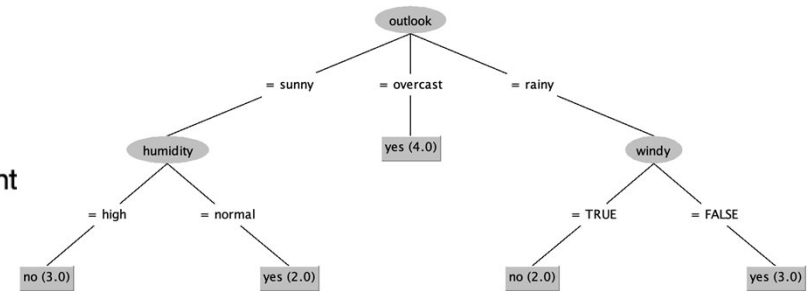 outlook
= sunny
= overcast
= rainy
humidity
yes (4.0)
windy
nt
= high
= normal
= TRUE
= FALSE
no (3.0)
yes (2.0)
no (2.0)
yes (3.0)